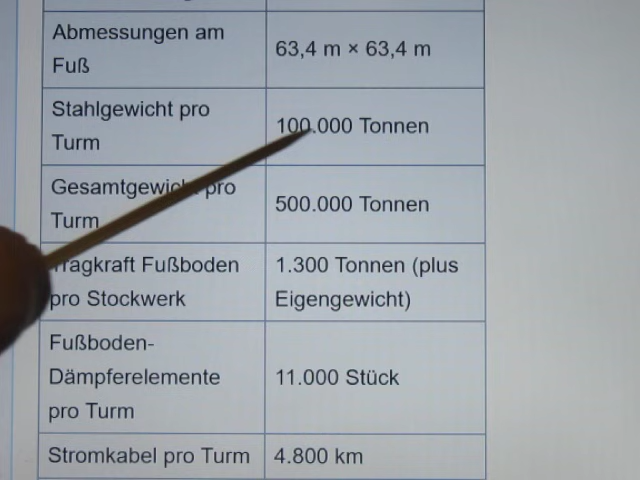 Abmessungen am
Fuß
63,4 m × 63,4 m
Stahlgewicht pro
Turm
100.000 Tonnen
Gesamtgewicht pro
Turm
500.000 Tonnen
Tragkraft Fußboden
pro Stockwerk
1.300 Tonnen (plus
Eigengewicht)
Fußboden-
Dämpferelemente
pro Turm
11.000 Stück
Stromkabel pro Turm
4.800 km